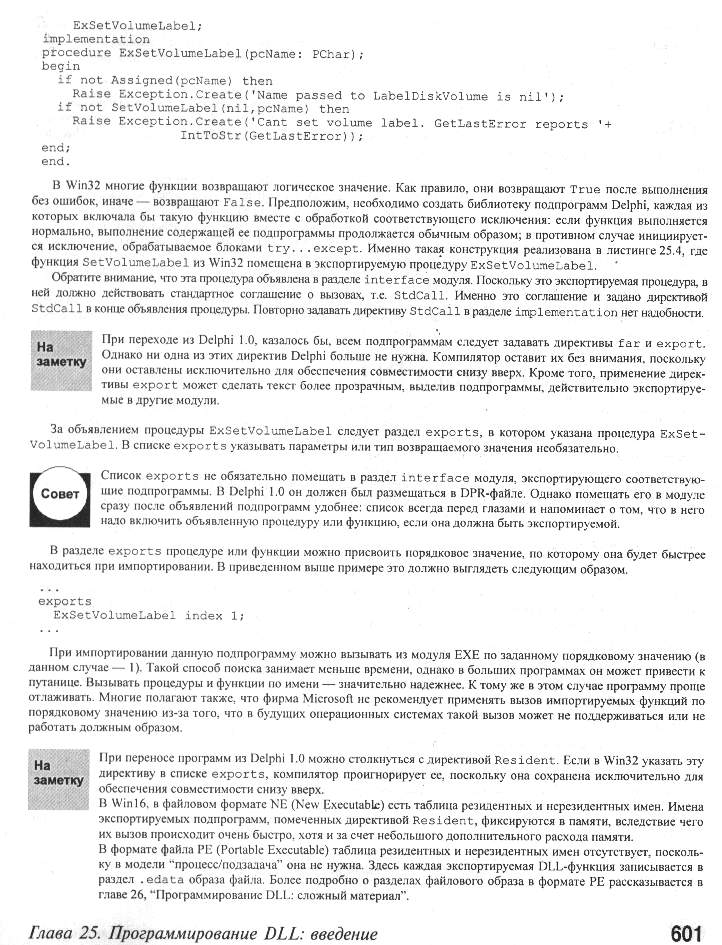 ExSetVolumeLabel;
implementation
procedure ExSetVolumeLabel(pcName: PChar);
begin
if not Assigned(pcName) then
Raise Exception.Create('Name passed to LabelDiskVolume is nil');
if not SetVolumeLabel(nil,pcName) then
Raise Exception.Create('Cant set volume label. GetLastError reports '+
IntToStr(GetLastError));
end;
end.
В Win32 многие функции возвращают логическое значение. Как правило, они возвращают True после выполнения
без ошибок, иначе — возвращают False. Предположим, необходимо создать библиотеку подпрограмм Delphi, каждая из
которых включала бы такую функцию вместе с обработкой соответствующего исключения: если функция выполняется
нормально, выполнение содержащей ее подпрограммы продолжается обычным образом; в противном случае инициирует-
ся исключение, обрабатываемое блоками try...except. Именно такая конструкция реализована в листинге 25.4, где
функция SetVolumeLabel из Win32 помещена в экспортируемую процедуру ExSetVolumeLabel.
Обратите внимание, что эта процедура объявлена в разделе interface модуля. Поскольку это экспортируемая процедура, в
ней должно действовать стандартное соглашение о вызовах, т.е. StdCall. Именно это соглашение и задано директивой
StdCall в конце объявления процедуры. Повторно задавать директиву StdCall в разделе implementation нет надобности.
На
заметку
При переходе из Delphi 1.0, казалось бы, всем подпрограммам следует задавать директивы far и export.
Однако ни одна из этих директив Delphi больше не нужна. Компилятор оставит их без внимания, поскольку
они оставлены исключительно для обеспечения совместимости снизу вверх. Кроме того, применение дирек-
тивы export может сделать текст более прозрачным, выделив подпрограммы, действительно экспортируе-
мые в другие модули.
За объявлением процедуры ExSetVolumeLabel следует раздел exports, в котором указана процедура ExSet-
VolumeLabel. В списке exports указывать параметры или тип возвращаемого значения необязательно.
Совет
Список exports не обязательно помещать в раздел interface модуля, экспортирующего соответствую-
щие подпрограммы. В Delphi 1.0 он должен был размещаться в DPR-файле. Однако помещать его в модуле
сразу после объявлений подпрограмм удобнее: список всегда перед глазами и напоминает о том, что в него
надо включить объявленную процедуру или функцию, если она должна быть экспортируемой.
В разделе exports процедуре или функции можно присвоить порядковое значение, по которому она будет быстрее
находиться при импортировании. В приведенном выше примере это должно выглядеть следующим образом.
...
exports
ExSetVolumeLabel index 1;
...
При импортировании данную подпрограмму можно вызывать из модуля EXE по заданному порядковому значению (в
данном случае — 1). Такой способ поиска занимает меньше времени, однако в больших программах он может привести к
путанице. Вызывать процедуры и функции по имени — значительно надежнее. К тому же в этом случае программу проще
отлаживать. Многие полагают также, что фирма Microsoft не рекомендует применять вызов импортируемых функций по
порядковому значению из-за того, что в будущих операционных системах такой вызов может не поддерживаться или не
работать должным образом.
На
заметку
При переносе программ из Delphi 1.0 можно столкнуться с директивой Resident. Если в Win32 указать эту
директиву в списке exports, компилятор проигнорирует ее, поскольку она сохранена исключительно для
обеспечения совместимости снизу вверх.
В Win16, в файловом формате NE (New Executable) есть таблица резидентных и нерезидентных имен. Имена
экспортируемых подпрограмм, помеченных директивой Resident, фиксируются в памяти, вследствие чего
их вызов происходит очень быстро, хотя и за счет небольшого дополнительного расхода памяти.
В формате файла PE (Portable Executable) таблица резидентных и нерезидентных имен отсутствует, посколь-
ку в модели "процесс/подзадача" она не нужна. Здесь каждая экспортируемая DLL-функция записывается в
раздел .edata образа файла. Более подробно о разделах файлового образа в формате PE рассказывается в
главе 26, "Программирование DLL: сложный материал".
Глава 25. Программирование DLL: введение 601